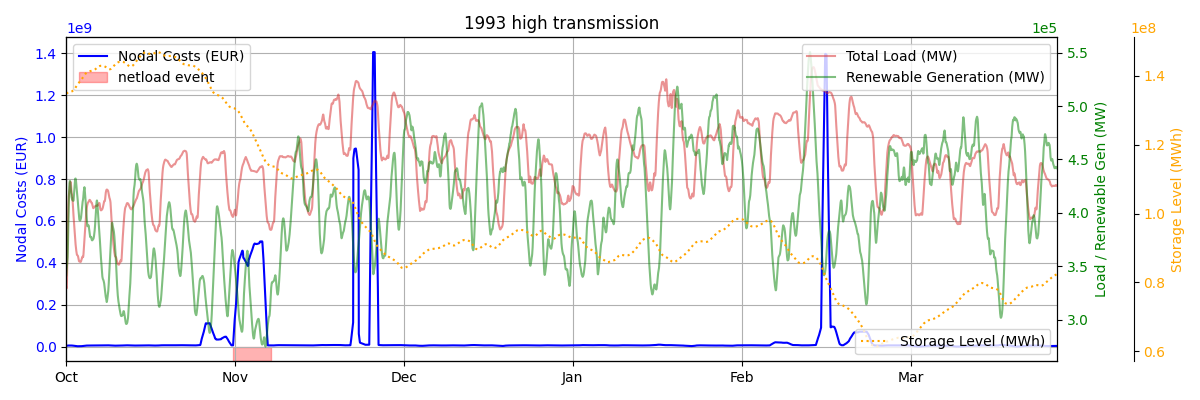 1993 high transmission
1e9
1e5
1e8
Nodal Costs (EUR)
netload event
Total Load (MW)
Renewable Generation (MW)
Storage Level (MWh)
Nodal Costs (EUR)
1.4
1.2
1.0
0.8
0.6
0.4
0.2
0.0
Oct
Nov
Dec
Jan
Feb
Mar
5.5
5.0
4.5
4.0
3.5
3.0
Load / Renewable Gen (MW)
1.4
1.2
1.0
0.8
0.6
Storage Level (MWh)